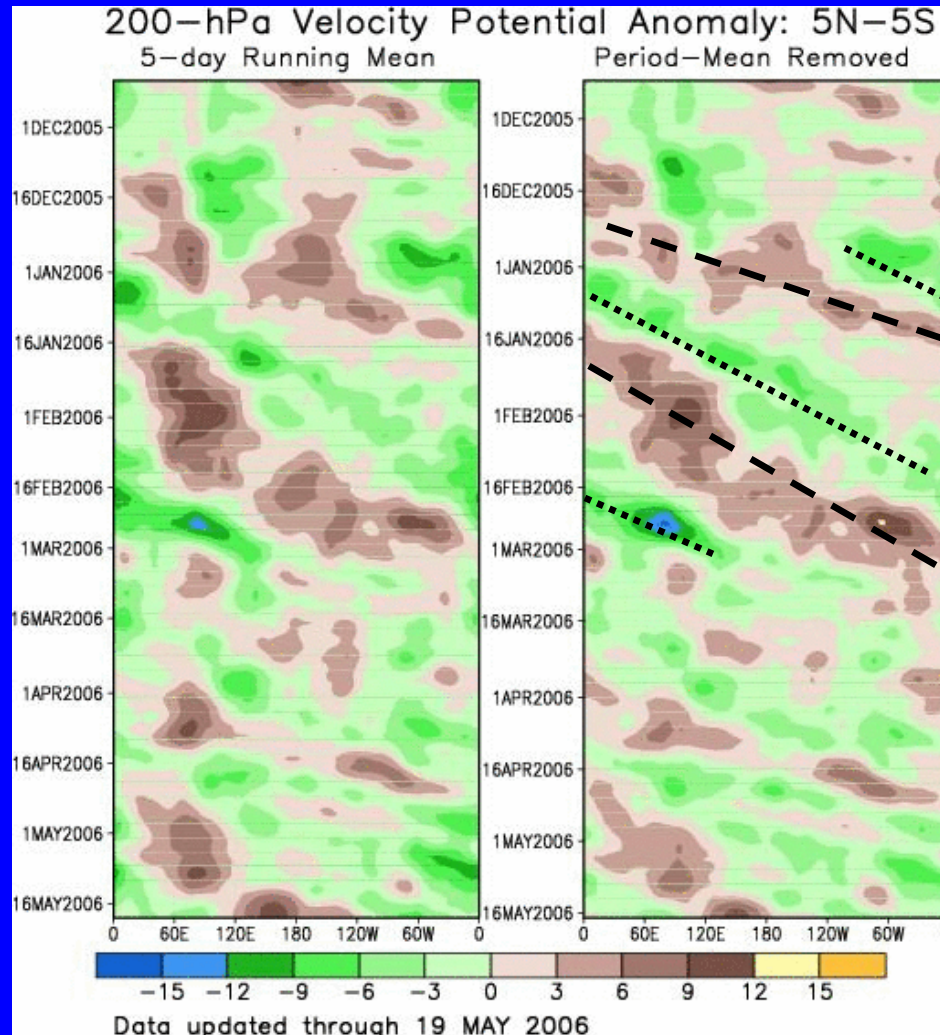 200-hPa Velocity Potential Anomaly: 5N-5S
5-day Running Mean
Period-Mean Removed
1DEC2005
16DEC2005
1JAN2006
16JAN2006
1FEB2006
16FEB2006
1MAR2006
16MAR2006
1APR2006
16APR2006
1MAY2006
16MAY2006
0 60E 120E 180 120W 60W 0
1DEC2005
16DEC2005
1JAN2006
16JAN2006
1FEB2006
16FEB2006
1MAR2006
16MAR2006
1APR2006
16APR2006
1MAY2006
16MAY2006
0 60E 120E 180 120W 60W
-15 -12 -9 -6 -3 0 3 6 9 12 15
Data updated through 19 MAY 2006